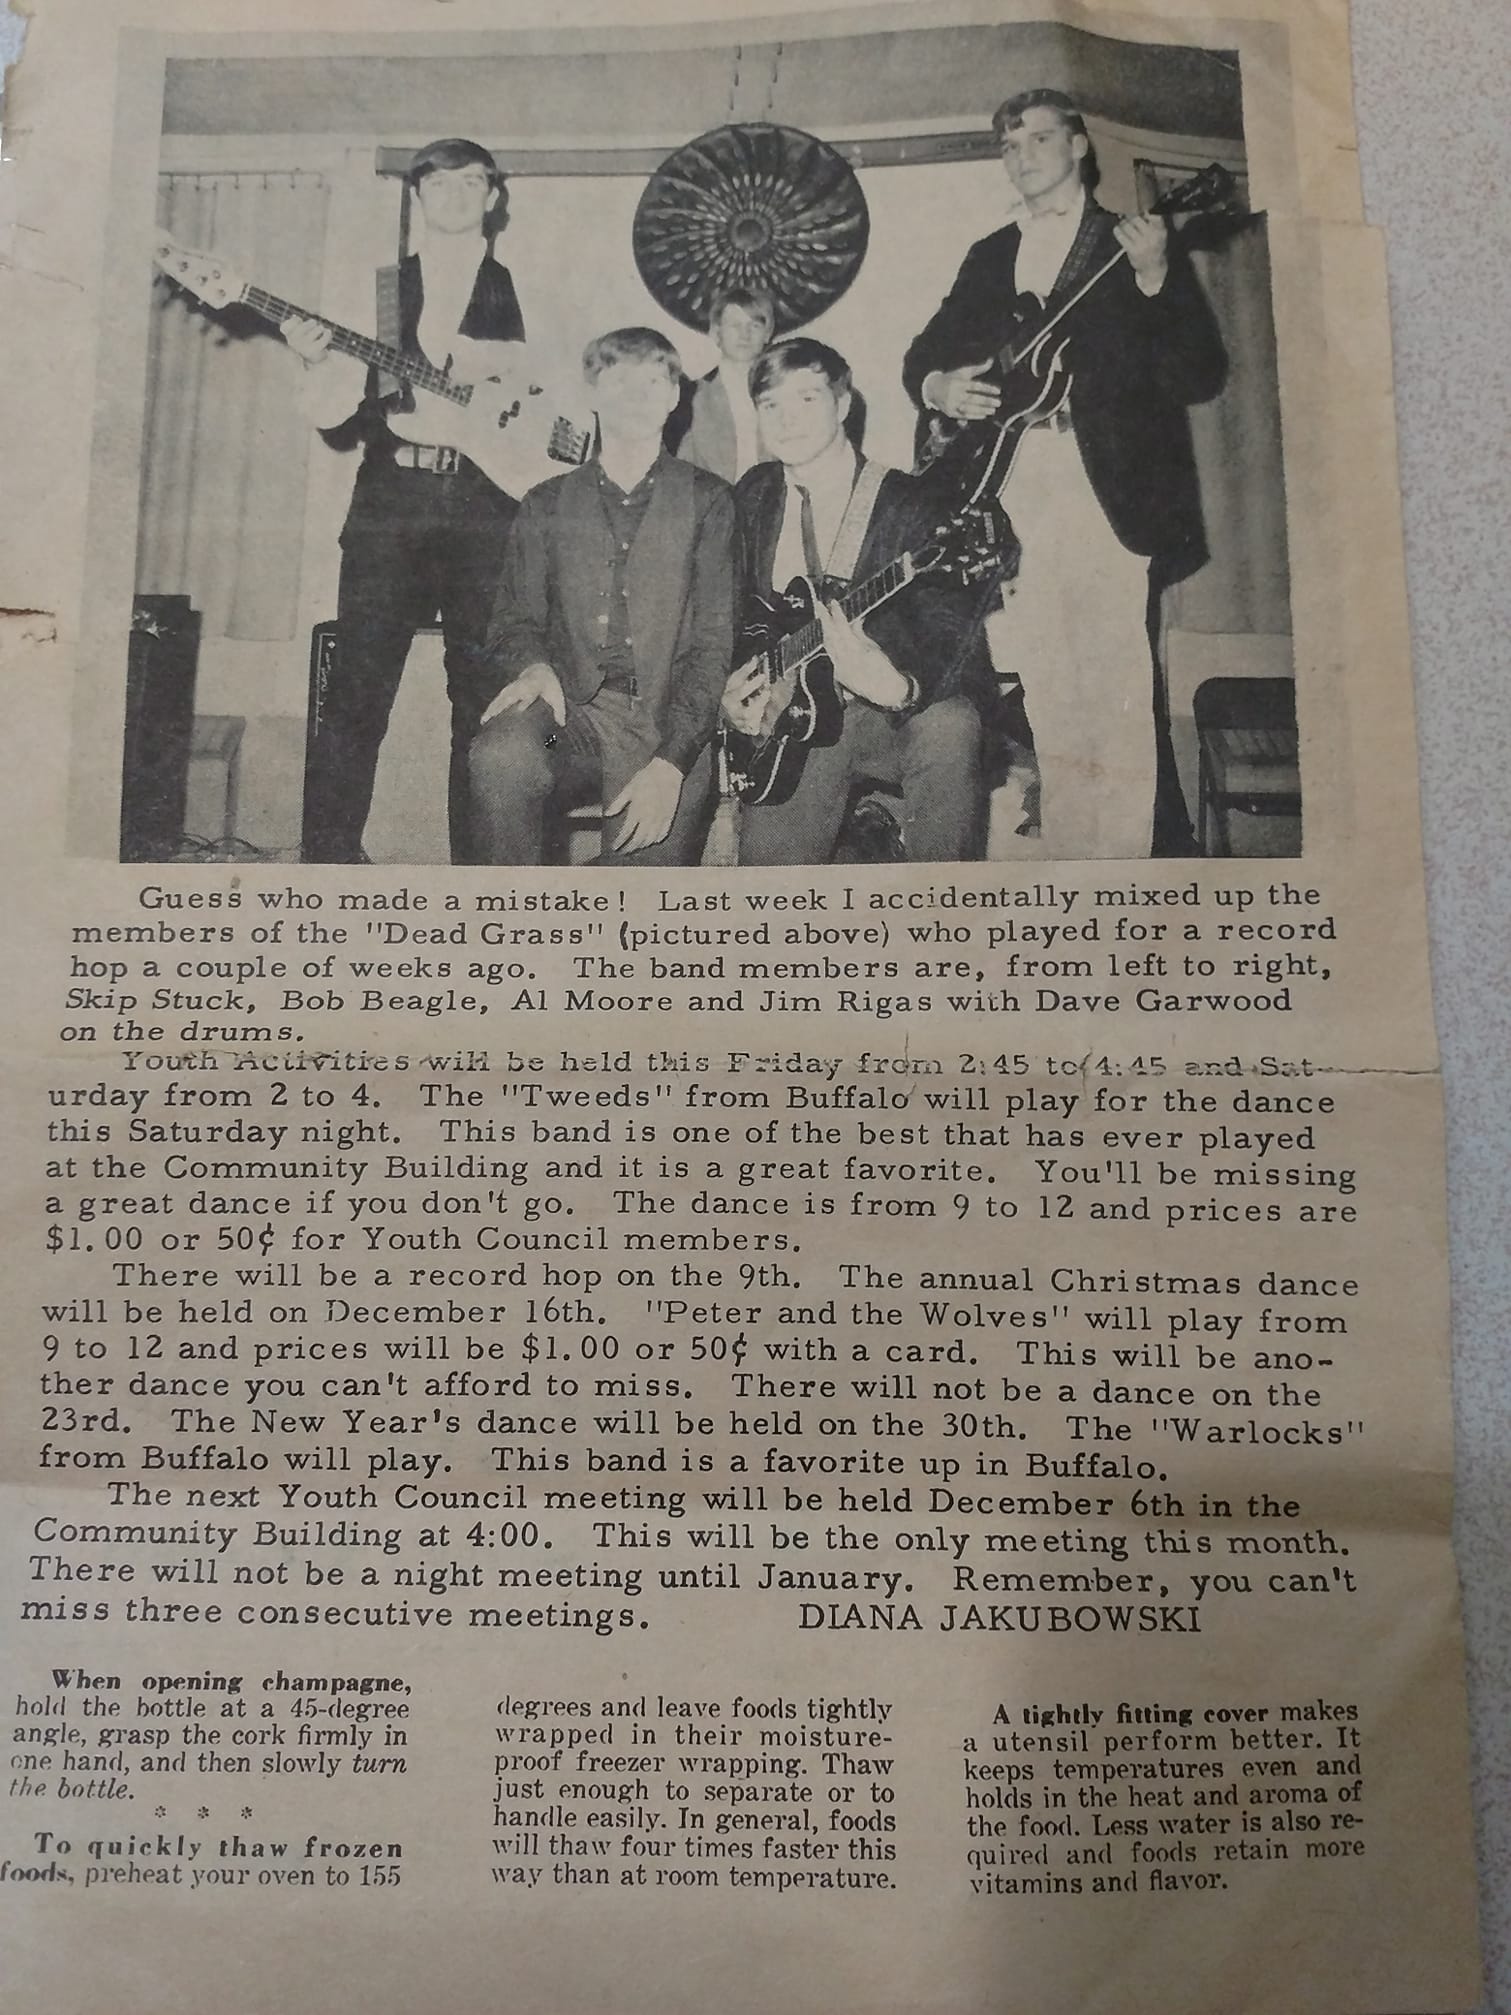 Guess who made a mistake! Last week I accidentally mixed up the
members of the "Dead Grass" (pictured above) who played for a record
hop a couple of weeks ago. The band members are, from left to right,
Skip Stuck, Bob Beagle, Al Moore and Jim Rigas with Dave Garwood
on the drums.
Youth Activities will be held this Friday from 2:45 to 4:45 and Sat-
urday from 2 to 4. The "Tweeds" from Buffalo will play for the dance
this Saturday night. This band is one of the best that has ever played
at the Community Building and it is a great favorite. You'll be missing
a great dance if you don't go. The dance is from 9 to 12 and prices are
$1.00 or 50¢ for Youth Council members.
There will be a record hop on the 9th. The annual Christmas dance
will be held on December 16th. "Peter and the Wolves" will play from
9 to 12 and prices will be $1.00 or 50¢ with a card. This will be ano-
ther dance you can't afford to miss. There will not be a dance on the
23rd. The New Year's dance will be held on the 30th. The "Warlocks"
from Buffalo will play. This band is a favorite up in Buffalo.
The next Youth Council meeting will be held December 6th in the
Community Building at 4:00. This will be the only meeting this month.
There will not be a night meeting until January. Remember, you can't
miss three consecutive meetings. DIANA JAKUBOWSKI
When opening champagne,
hold the bottle at a 45-degree
angle, grasp the cork firmly in
one hand, and then slowly turn
the bottle.
* * *
To quickly thaw frozen
foods, preheat your oven to 155
degrees and leave foods tightly
wrapped in their moisture-
proof freezer wrapping. Thaw
just enough to separate or to
handle easily. In general, foods
will thaw four times faster this
way than at room temperature.
A tightly fitting cover makes
a utensil perform better. It
keeps temperatures even and
holds in the heat and aroma of
the food. Less water is also re-
quired and foods retain more
vitamins and flavor.